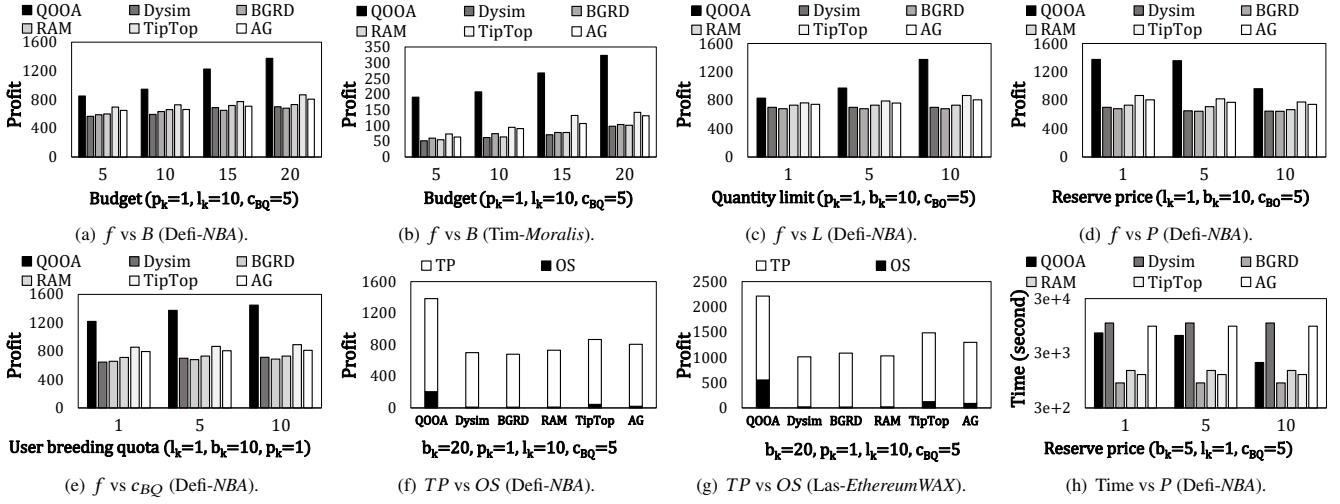 QOOA Dysim BGRD
RAM TipTop AG
Profit
1600
1200
800
400
0
5 10 15 20
Budget (pk=1, lk=10, cBQ=5)
(a) f vs B (Defi-NBA).
QOOA Dysim BGRD
RAM TipTop AG
Profit
350
300
250
200
150
100
50
0
5 10 15 20
Budget (pk=1, lk=10, cBQ=5)
(b) f vs B (Tim-Moralis).
QOOA Dysim BGRD
RAM TipTop AG
Profit
1600
1200
800
400
0
1 5 10
Quantity limit (pk=1, bk=10, cBQ=5)
(c) f vs L (Defi-NBA).
QOOA Dysim BGRD
RAM TipTop AG
Profit
1600
1200
800
400
0
1 5 10
Reserve price (lk=1, bk=10, cBQ=5)
(d) f vs P (Defi-NBA).
QOOA Dysim BGRD
RAM TipTop AG
Profit
1600
1200
800
400
0
1 5 10
User breeding quota (lk=1, bk=10, pk=1)
(e) f vs cBQ (Defi-NBA).
TP OS
Profit
1600
1200
800
400
0
QOOA Dysim BGRD RAM TipTop AG
bk=20, pk=1, lk=10, cBQ=5
(f) TP vs OS (Defi-NBA).
TP OS
Profit
2500
2000
1500
1000
500
0
QOOA Dysim BGRD RAM TipTop AG
bk=20, pk=1, lk=10, cBQ=5
(g) TP vs OS (Las-EthereumWAX).
QOOA Dysim BGRD
RAM TipTop AG
Time (second)
3e+4
3e+3
3e+2
1 5 10
Reserve price (bk=5, lk=1, cBQ=5)
(h) Time vs P (Defi-NBA).